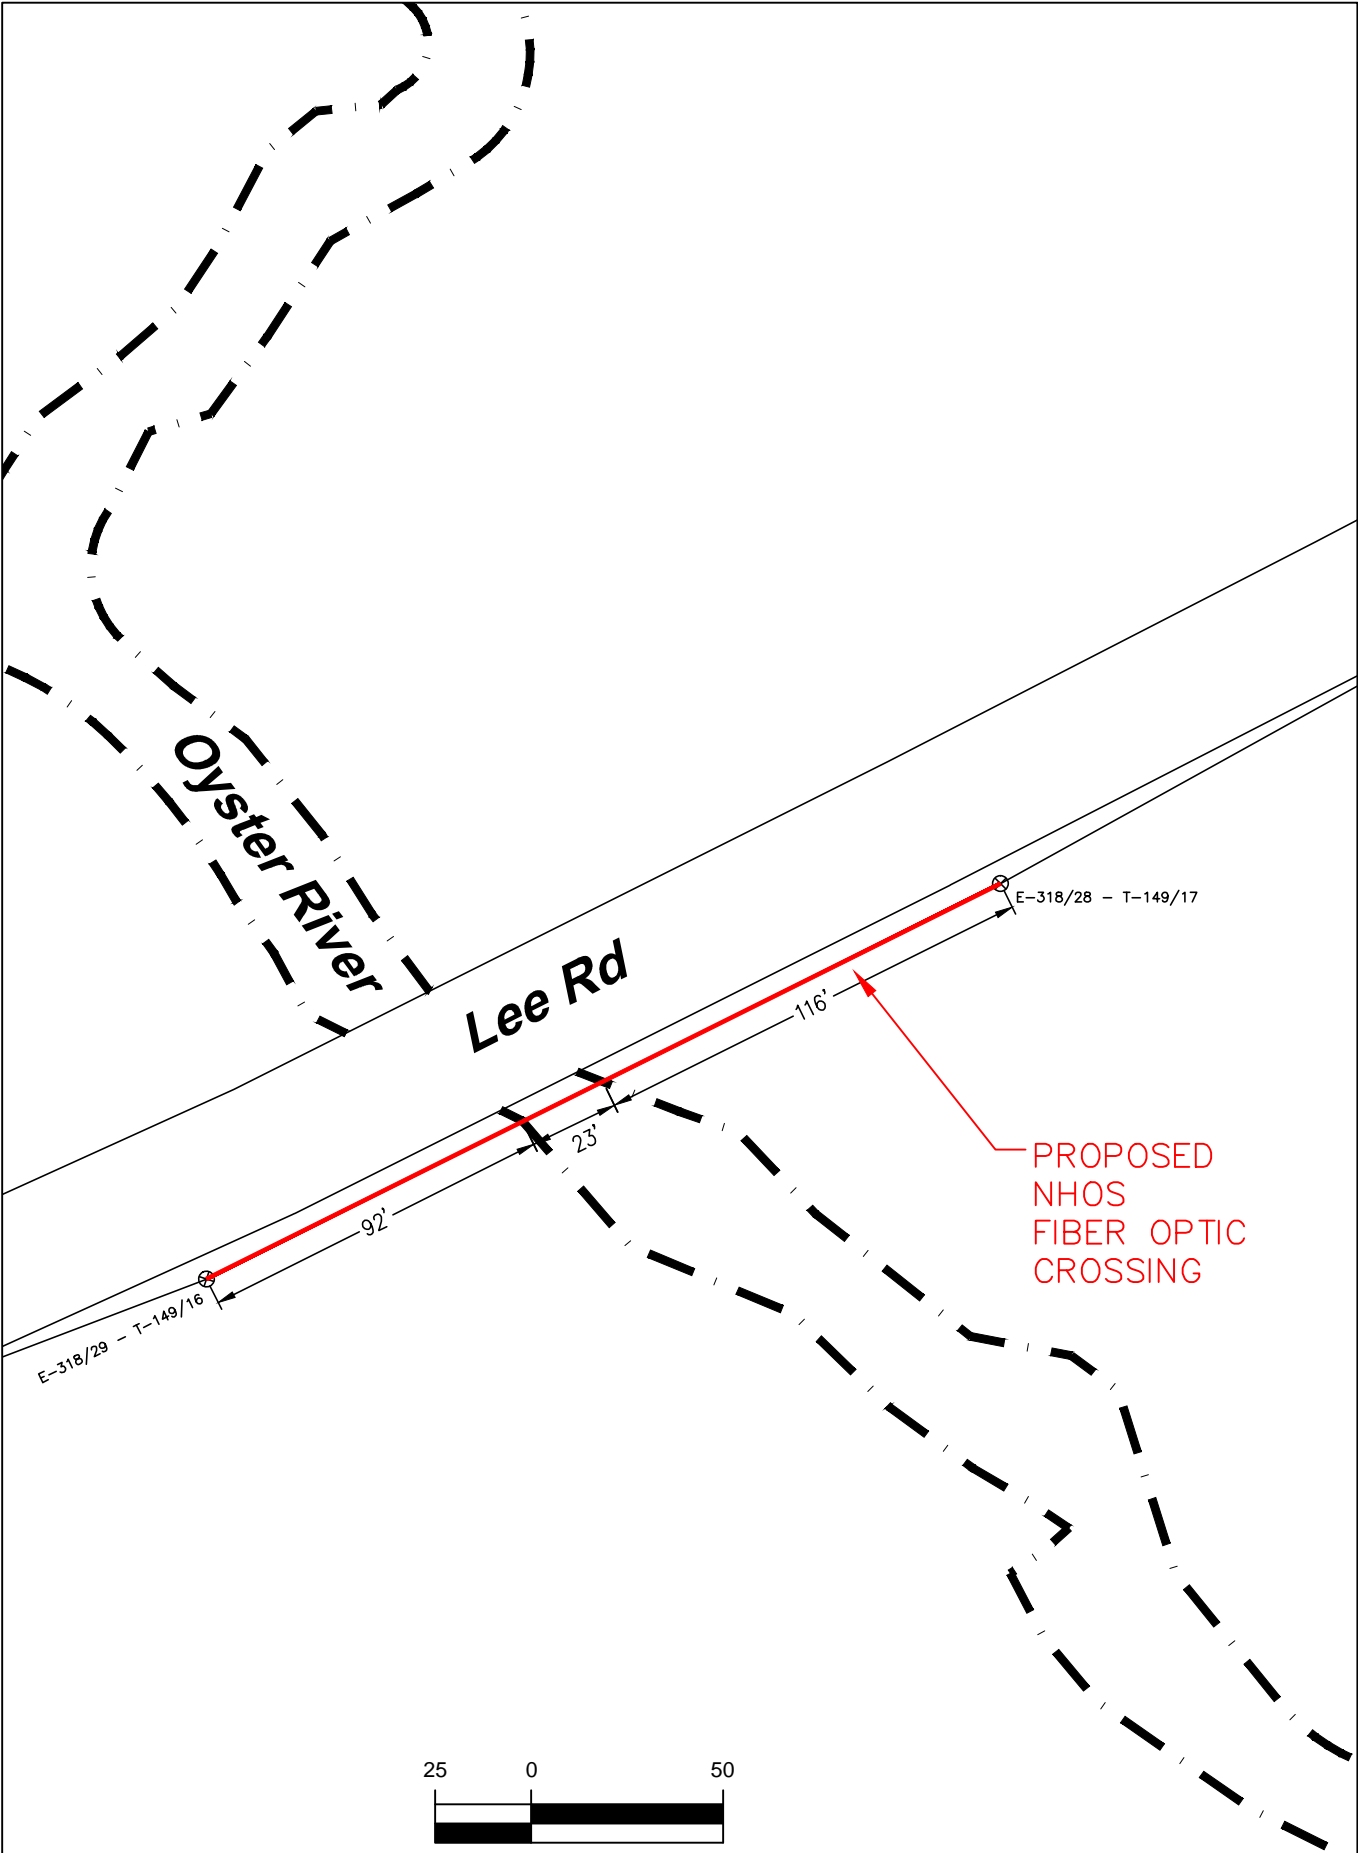 Oyster River
Lee Rd
E-318/28 - T-149/17
116'
23'
92'
PROPOSED
NHOS
FIBER OPTIC
CROSSING
E-318/29 - T-149/16
25 0 50